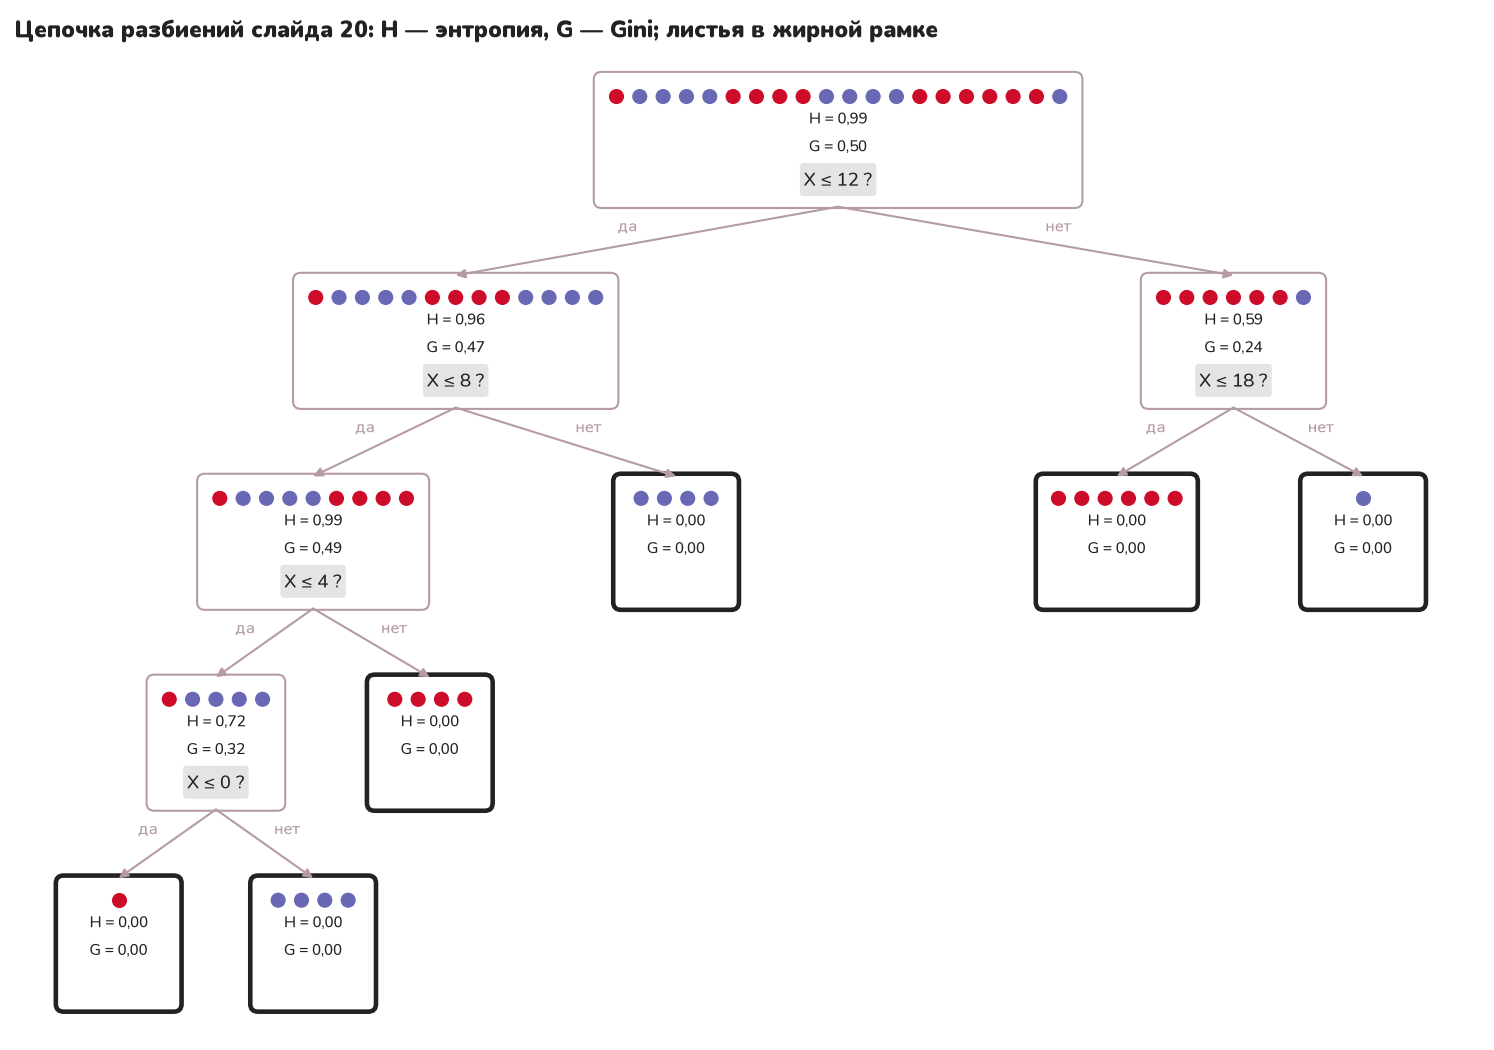 Цепочка разбиений слайда 20: H — энтропия, G — Gini; листья в жирной рамке
H = 0,99
G = 0,50
X ≤ 12 ?
да
нет
H = 0,96
G = 0,47
X ≤ 8 ?
H = 0,59
G = 0,24
X ≤ 18 ?
да
нет
да
нет
H = 0,99
G = 0,49
X ≤ 4 ?
H = 0,00
G = 0,00
H = 0,00
G = 0,00
H = 0,00
G = 0,00
да
нет
H = 0,72
G = 0,32
X ≤ 0 ?
H = 0,00
G = 0,00
да
нет
H = 0,00
G = 0,00
H = 0,00
G = 0,00